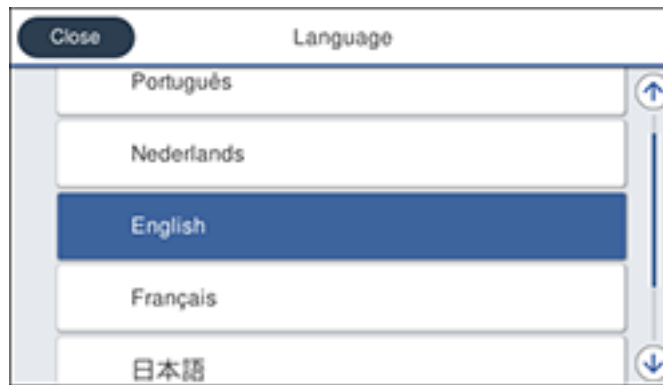 Close
Language
Português
Nederlands
English
Français
日本語